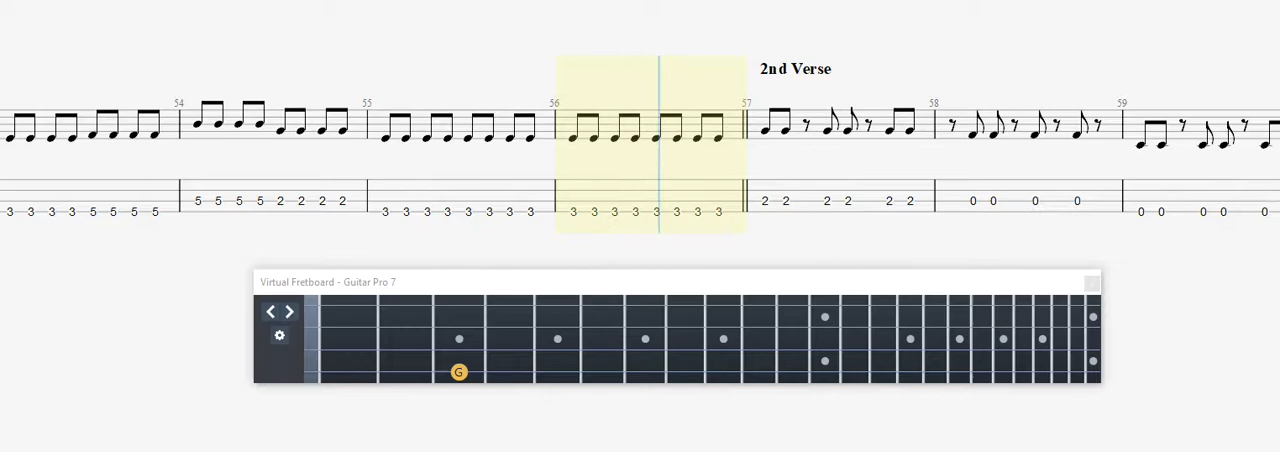 2nd Verse
54 55 56 57 58 59
5 5 5 5 2 2 2 2 2 2 2 2 2 2 0 0 0 0
3 3 3 3 5 5 5 5 3 3 3 3 3 3 3 3 3 3 3 3 3 3 3 3 0 0 0 0 0
Virtual Fretboard - Guitar Pro 7
G